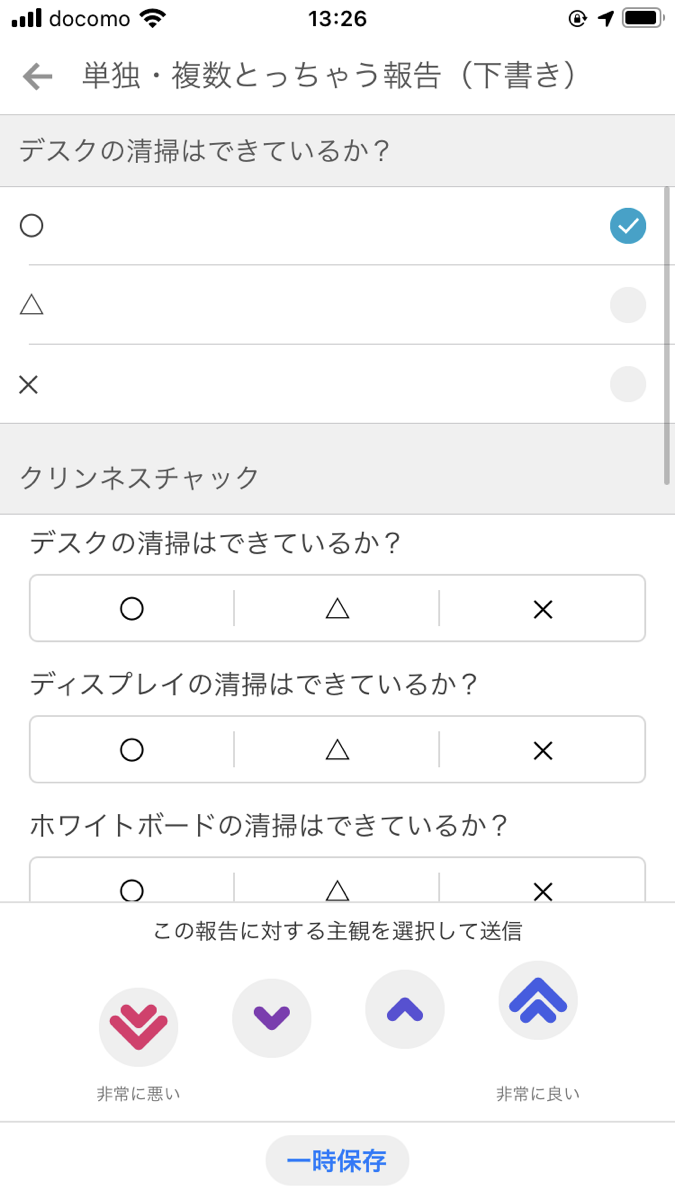 docomo 13:26
単独・複数とっちゃう報告（下書き）
デスクの清掃はできているか？
○
△
×
クリンネスチャック
デスクの清掃はできているか？
○ △ ×
ディスプレイの清掃はできているか？
○ △ ×
ホワイトボードの清掃はできているか？
○ △ ×
この報告に対する主観を選択して送信
非常に悪い 非常に良い
一時保存